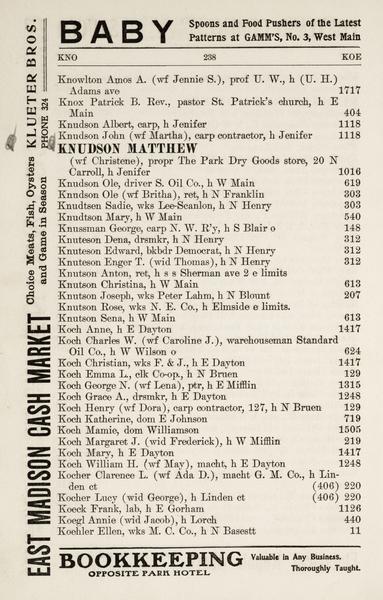 BABY
Spoons and Food Pushers of the Latest
Patterns at GAMM'S, No. 3, West Main
KNO 238 KOE
Knowlton Amos A. (wf Jennie S.), prof U. W., h (U. H.)
Adams ave 1717
Knox Patrick B. Rev., pastor St. Patrick's church, h E
Main 404
Knudson Albert, carp, h Jenifer 1118
Knudson John (wf Martha), carp contractor, h Jenifer 1118
KNUDSON MATTHEW
(wf Christene), propr The Park Dry Goods store, 20 N
Carroll, h Jenifer 1016
Knudson Ole, driver S. Oil Co., h W Main 619
Knudson Ole (wf Britha), ret, h N Franklin 303
Knudtsen Sadie, wks Lee-Scanlon, h N Henry 303
Knudtson Mary, h W Main 540
Knussman George, carp N. W. R'y, h S Blair o 148
Knuteson Dena, drsmkr, h N Henry 312
Knuteson Edward, bkbdr Democrat, h N Henry 312
Knuteson Enger T. (wid Thomas), h N Henry 312
Knutson Anton, ret, h s s Sherman ave 2 e limits
Knutson Christina, h W Main 613
Knutson Joseph, wks Peter Lahm, h N Blount 207
Knutson Rose, wks N. E. Co., h Elmside e limits.
Knutson Sena, h W Main 613
Koch Anne, h E Dayton 1417
Koch Charles W. (wf Caroline J.), warehouseman Standard
Oil Co., h W Wilson o 624
Koch Christian, wks F. & J., h E Dayton 1417
Koch Emma L., clk Co-op, h N Bruen 129
Koch George N. (wf Lena), ptr, h E Mifflin 1315
Koch Grace A., drsmkr, h E Dayton 1248
Koch Henry (wf Dora), carp contractor, 127, h N Bruen 129
Koch Katherine, dom E Johnson 719
Koch Mamie, dom Williamson 1505
Koch Margaret J. (wid Frederick), h W Mifflin 219
Koch Mary, h E Dayton 1417
Koch William H. (wf May), macht, h E Dayton 1248
Kocher Clarence L. (wf Ada D.), macht G. M. Co., h Lin-
den ct (406) 220
Kocher Lucy (wid George), h Linden ct (406) 220
Koeck Frank, lab, h E Gorham 1126
Koegl Annie (wid Jacob), h Lorch 440
Koehler Ellen, wks M. C. Co., h N Basestt 11
BOOKKEEPING
OPPOSITE PARK HOTEL
Valuable in Any Business.
Thoroughly Taught.
EAST MADISON CASH MARKET
Choice Meats, Fish, Oysters
and Game in Season
KLUETER BROS.
PHONE 324